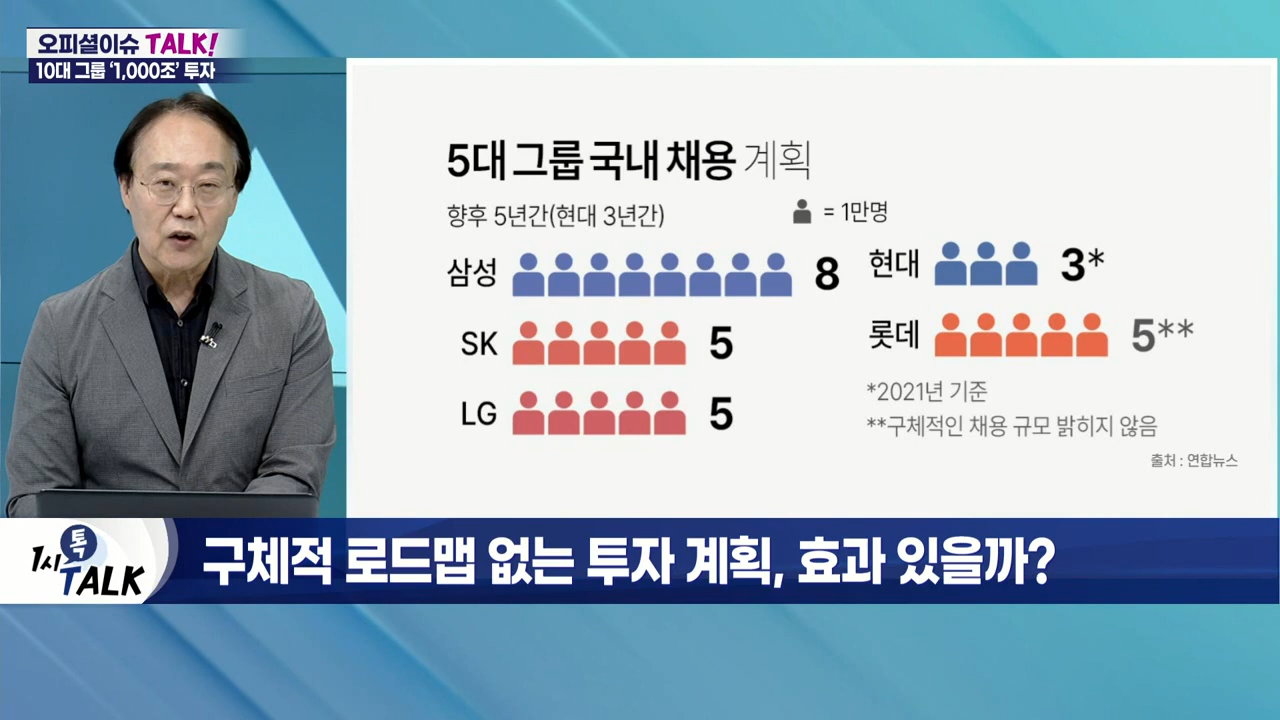 오피셜이슈 TALK!
10대 그룹 ‘1,000조’ 투자
5대 그룹 국내 채용 계획
향후 5년간(현대 3년간)
= 1만명
삼성 8
SK 5
LG 5
현대 3*
롯데 5**
*2021년 기준
**구체적인 채용 규모 밝히지 않음
출처 : 연합뉴스
1시 톡 TALK
구체적 로드맵 없는 투자 계획, 효과 있을까?